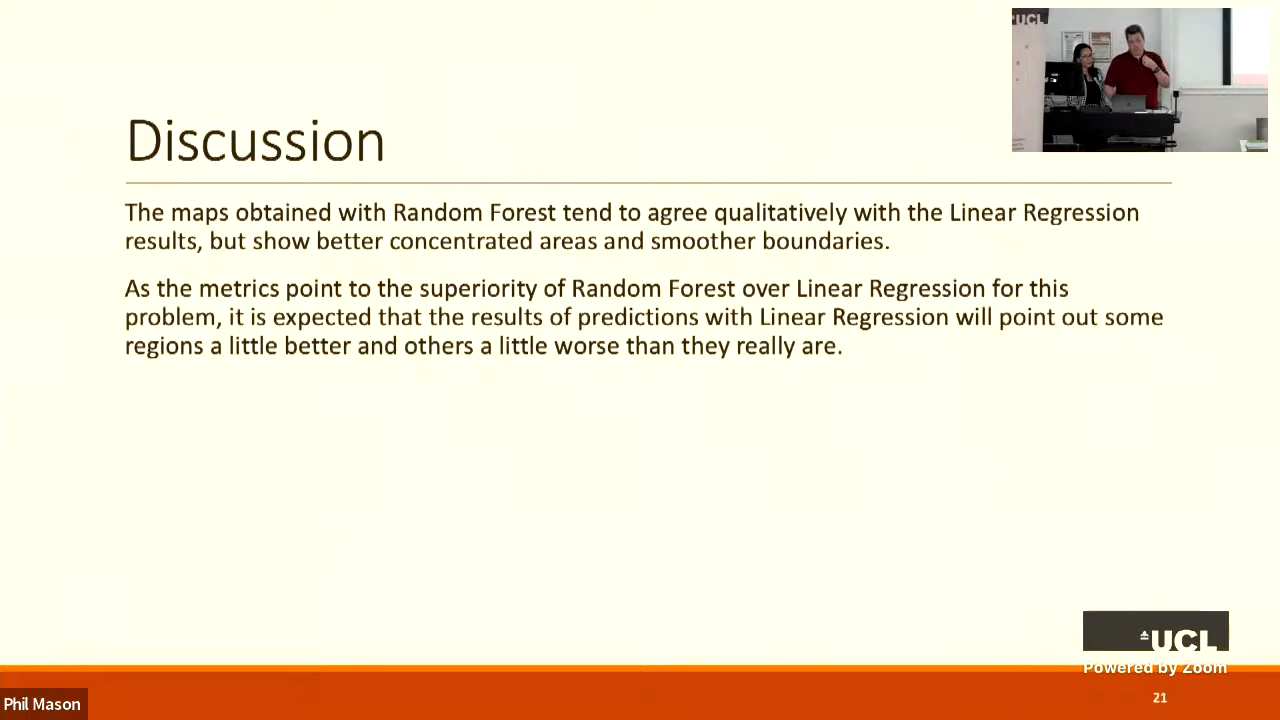 UCL
Discussion
The maps obtained with Random Forest tend to agree qualitatively with the Linear Regression
results, but show better concentrated areas and smoother boundaries.
As the metrics point to the superiority of Random Forest over Linear Regression for this
problem, it is expected that the results of predictions with Linear Regression will point out some
regions a little better and others a little worse than they really are.
UCL
Powered by Zoom
21
Phil Mason